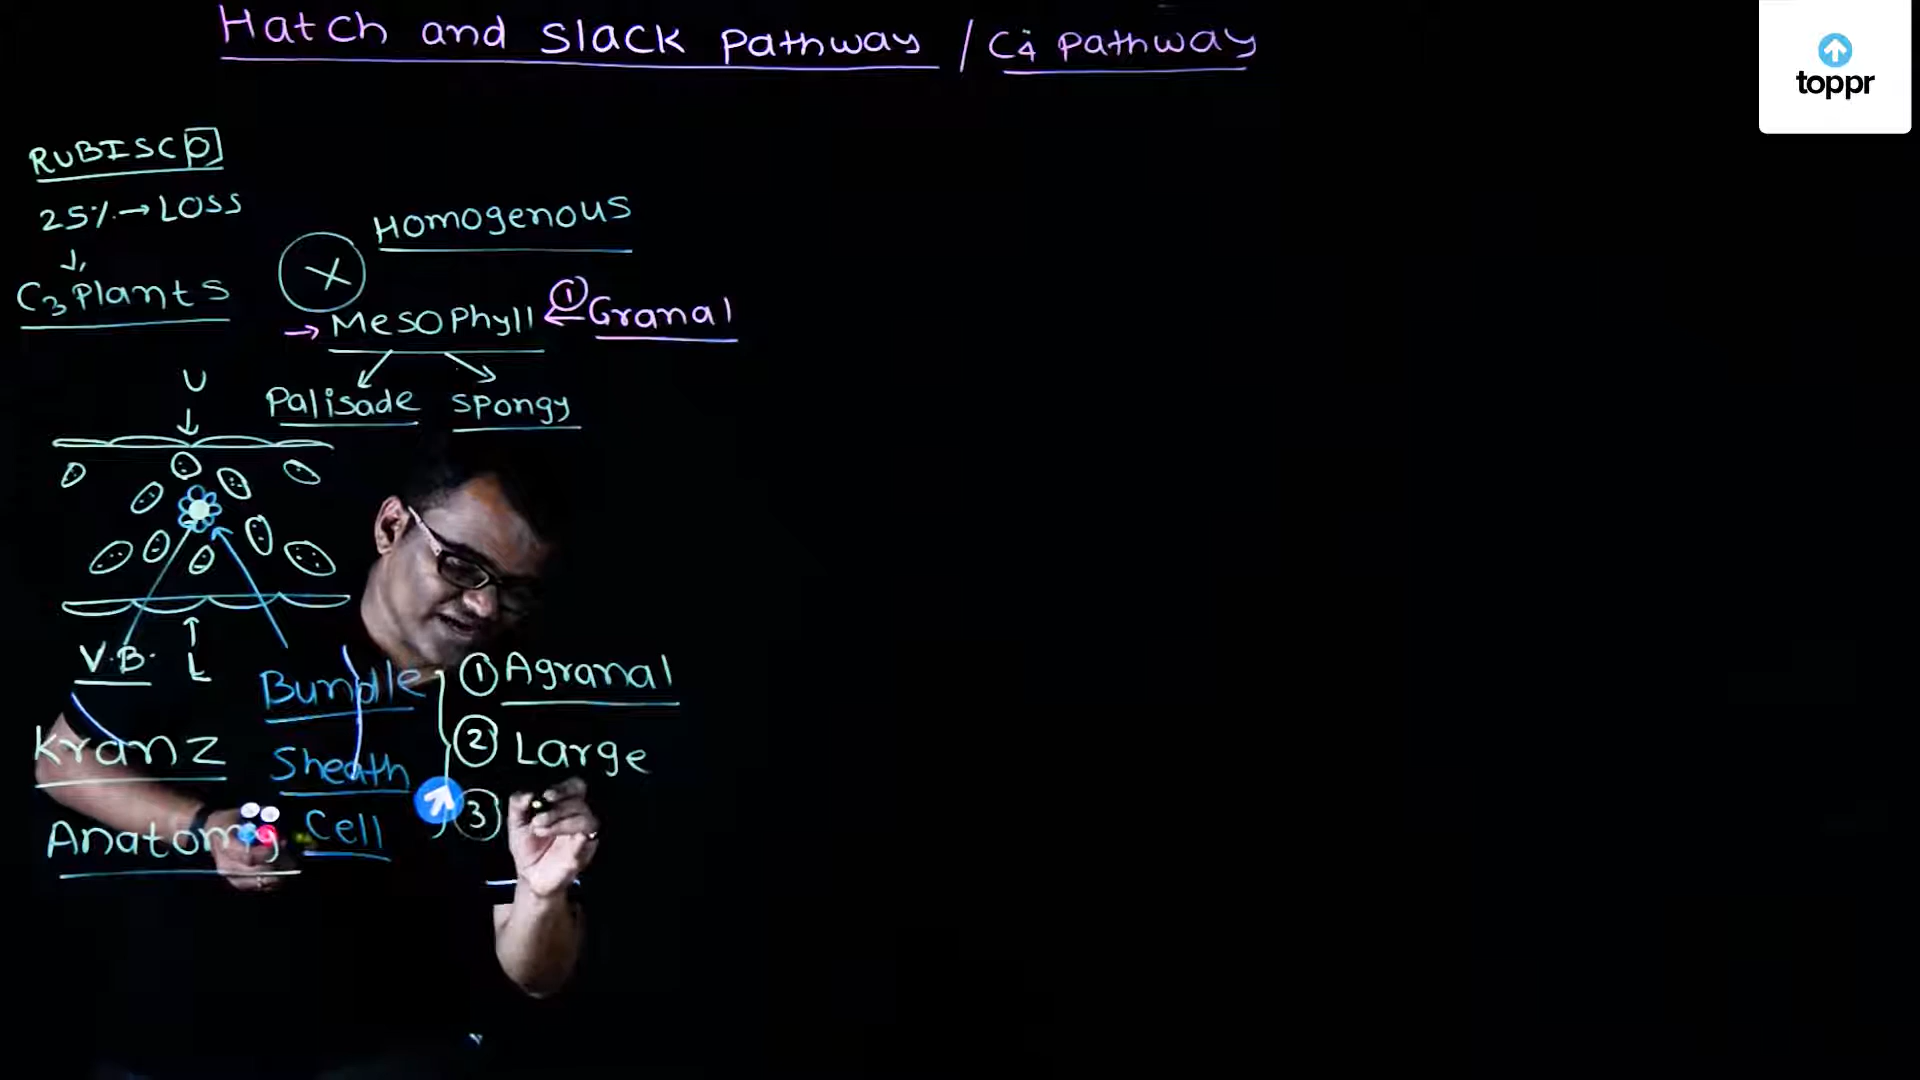 Hatch and Slack Pathway / C4 Pathway
toppr
RUBISCO
25% → LOSS
C3 Plants
Homogenous
X
→ Mesophyll ← ① Granal
Palisade Spongy
U
V.B. L
Bundle
Sheath
Cell
① Agranal
② Large
③
Kranz
Anatomy